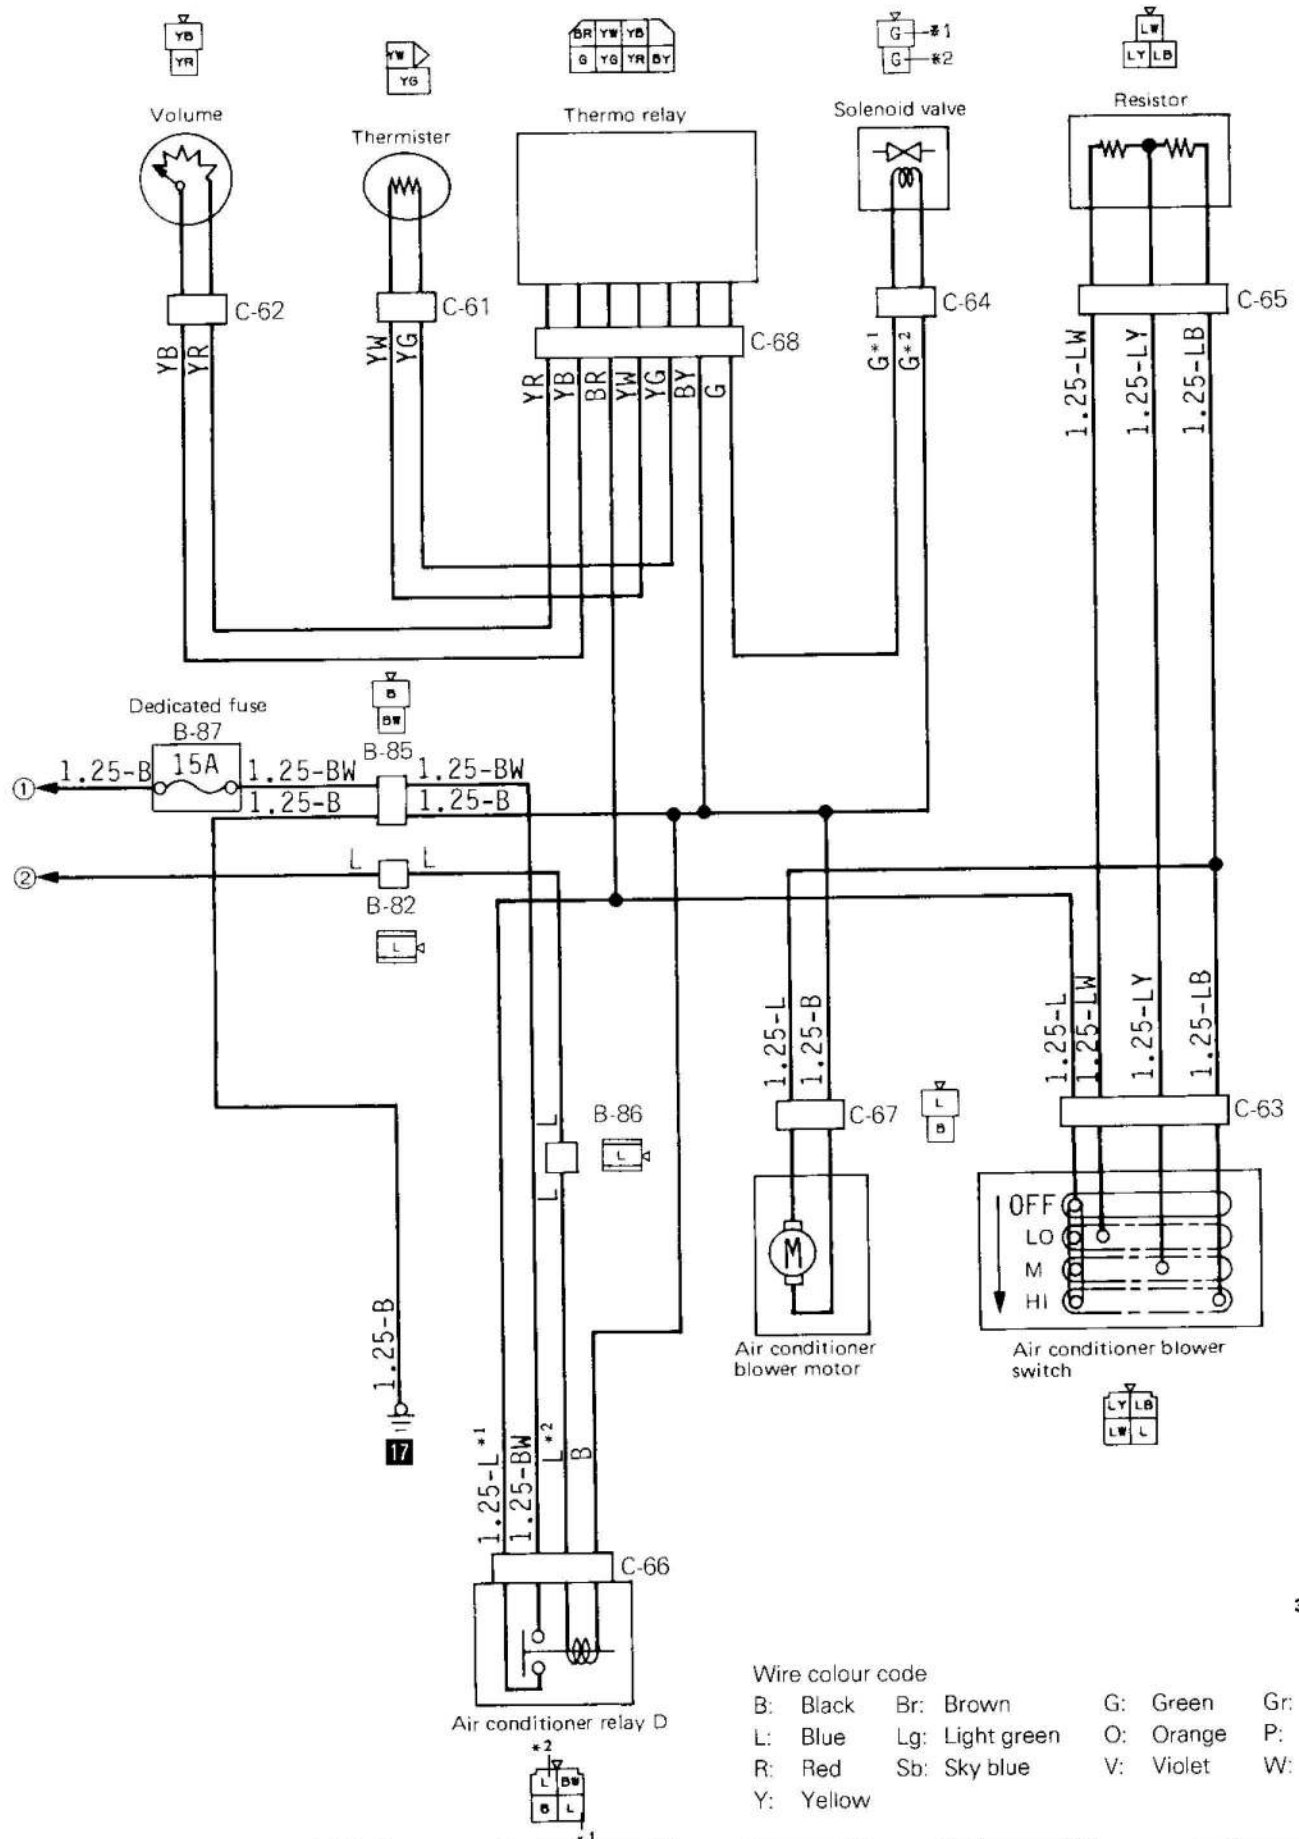 YB
YR
YW
YG
BR YW YB
G YG YR BY
G *1
G *2
LW
LY LB
Volume
Thermister
Thermo relay
Solenoid valve
Resistor
C-62
C-61
C-68
C-64
C-65
YB YR
YW YG
YR YB BR YW YG BY G
G*1 G*2
1.25-LW 1.25-LY 1.25-LB
Dedicated fuse
B-87
15A
B
BW
B-85
① 1.25-B
1.25-BW 1.25-BW
1.25-B 1.25-B
② L L
B-82
L
1.25-L 1.25-B
1.25-L 1.25-LW 1.25-LY 1.25-LB
C-67
L
B
C-63
L
B-86
L
L
M
OFF
LO
M
HI
Air conditioner
blower motor
Air conditioner blower
switch
LY LB
LW L
1.25-B
17
1.25-L*1 1.25-BW L*2 B
C-66
Air conditioner relay D
*2
L BW
B L
*1
3
Wire colour code
B: Black Br: Brown G: Green Gr:
L: Blue Lg: Light green O: Orange P:
R: Red Sb: Sky blue V: Violet W:
Y: Yellow